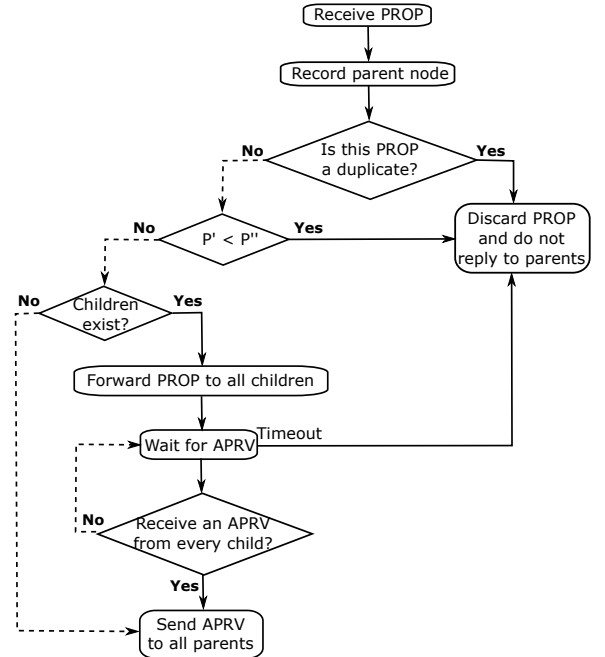 Receive PROP
Record parent node
Is this PROP
a duplicate?
No
Yes
Discard PROP
and do not
reply to parents
P' < P"
No
Yes
Children
exist?
No
Yes
Forward PROP to all children
Wait for APRV
Timeout
Receive an APRV
from every child?
No
Yes
Send APRV
to all parents